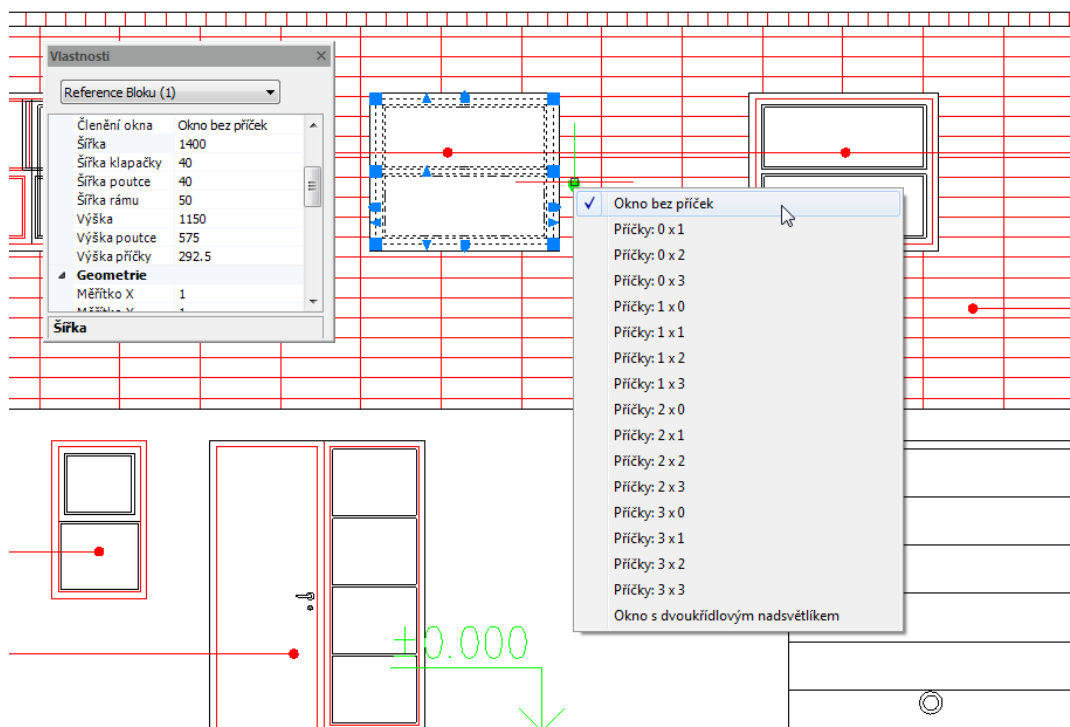 Vlastnosti
Reference Bloku (1)
Členění okna Okno bez příček
Šířka 1400
Šířka klapačky 40
Šířka poutce 40
Šířka rámu 50
Výška 1150
Výška poutce 575
Výška příčky 292.5
Geometrie
Měřítko X 1
Měřítko Y 1
Šířka
Okno bez příček
Příčky: 0 x 1
Příčky: 0 x 2
Příčky: 0 x 3
Příčky: 1 x 0
Příčky: 1 x 1
Příčky: 1 x 2
Příčky: 1 x 3
Příčky: 2 x 0
Příčky: 2 x 1
Příčky: 2 x 2
Příčky: 2 x 3
Příčky: 3 x 0
Příčky: 3 x 1
Příčky: 3 x 2
Příčky: 3 x 3
Okno s dvoukřídlovým nadsvětlíkem
±0.000